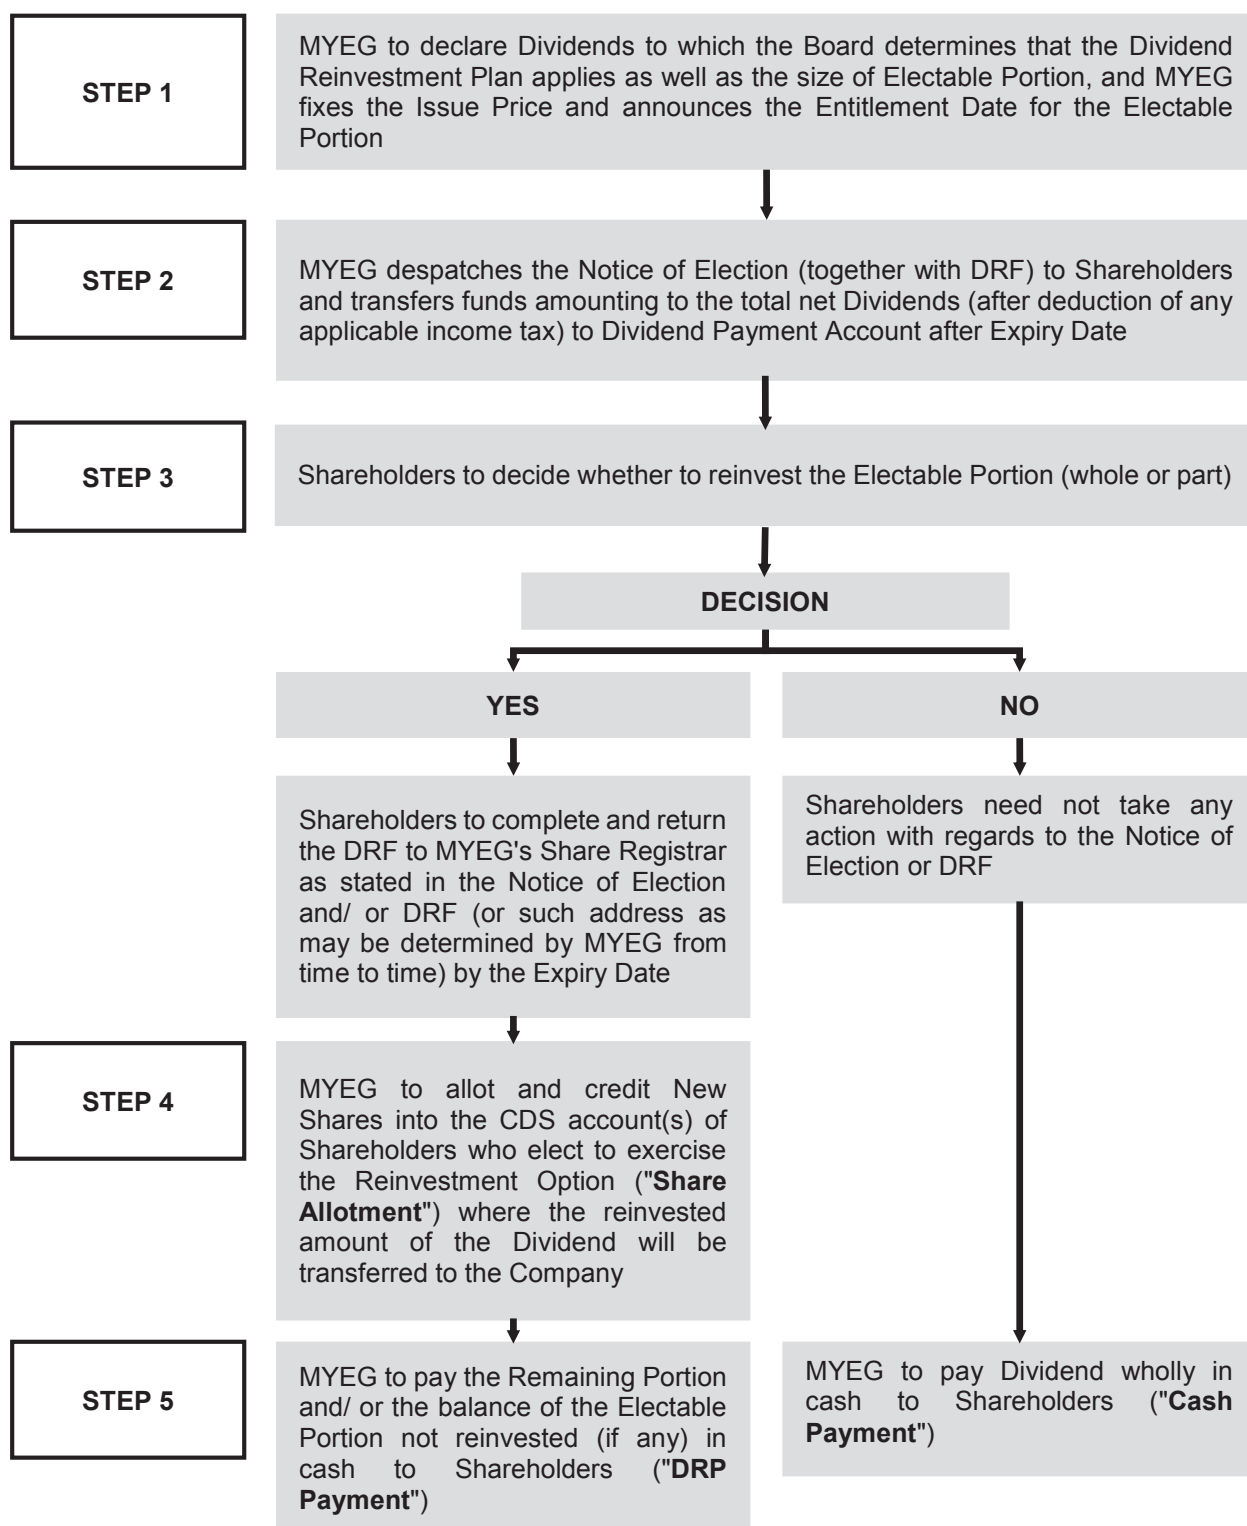 STEP 1
MYEG to declare Dividends to which the Board determines that the Dividend
Reinvestment Plan applies as well as the size of Electable Portion, and MYEG
fixes the Issue Price and announces the Entitlement Date for the Electable
Portion
STEP 2
MYEG despatches the Notice of Election (together with DRF) to Shareholders
and transfers funds amounting to the total net Dividends (after deduction of any
applicable income tax) to Dividend Payment Account after Expiry Date
STEP 3
Shareholders to decide whether to reinvest the Electable Portion (whole or part)
DECISION
YES
NO
Shareholders to complete and return
the DRF to MYEG's Share Registrar
as stated in the Notice of Election
and/ or DRF (or such address as
may be determined by MYEG from
time to time) by the Expiry Date
Shareholders need not take any
action with regards to the Notice of
Election or DRF
STEP 4
MYEG to allot and credit New
Shares into the CDS account(s) of
Shareholders who elect to exercise
the Reinvestment Option ("Share
Allotment") where the reinvested
amount of the Dividend will be
transferred to the Company
STEP 5
MYEG to pay the Remaining Portion
and/ or the balance of the Electable
Portion not reinvested (if any) in
cash to Shareholders ("DRP
Payment")
MYEG to pay Dividend wholly in
cash to Shareholders ("Cash
Payment")